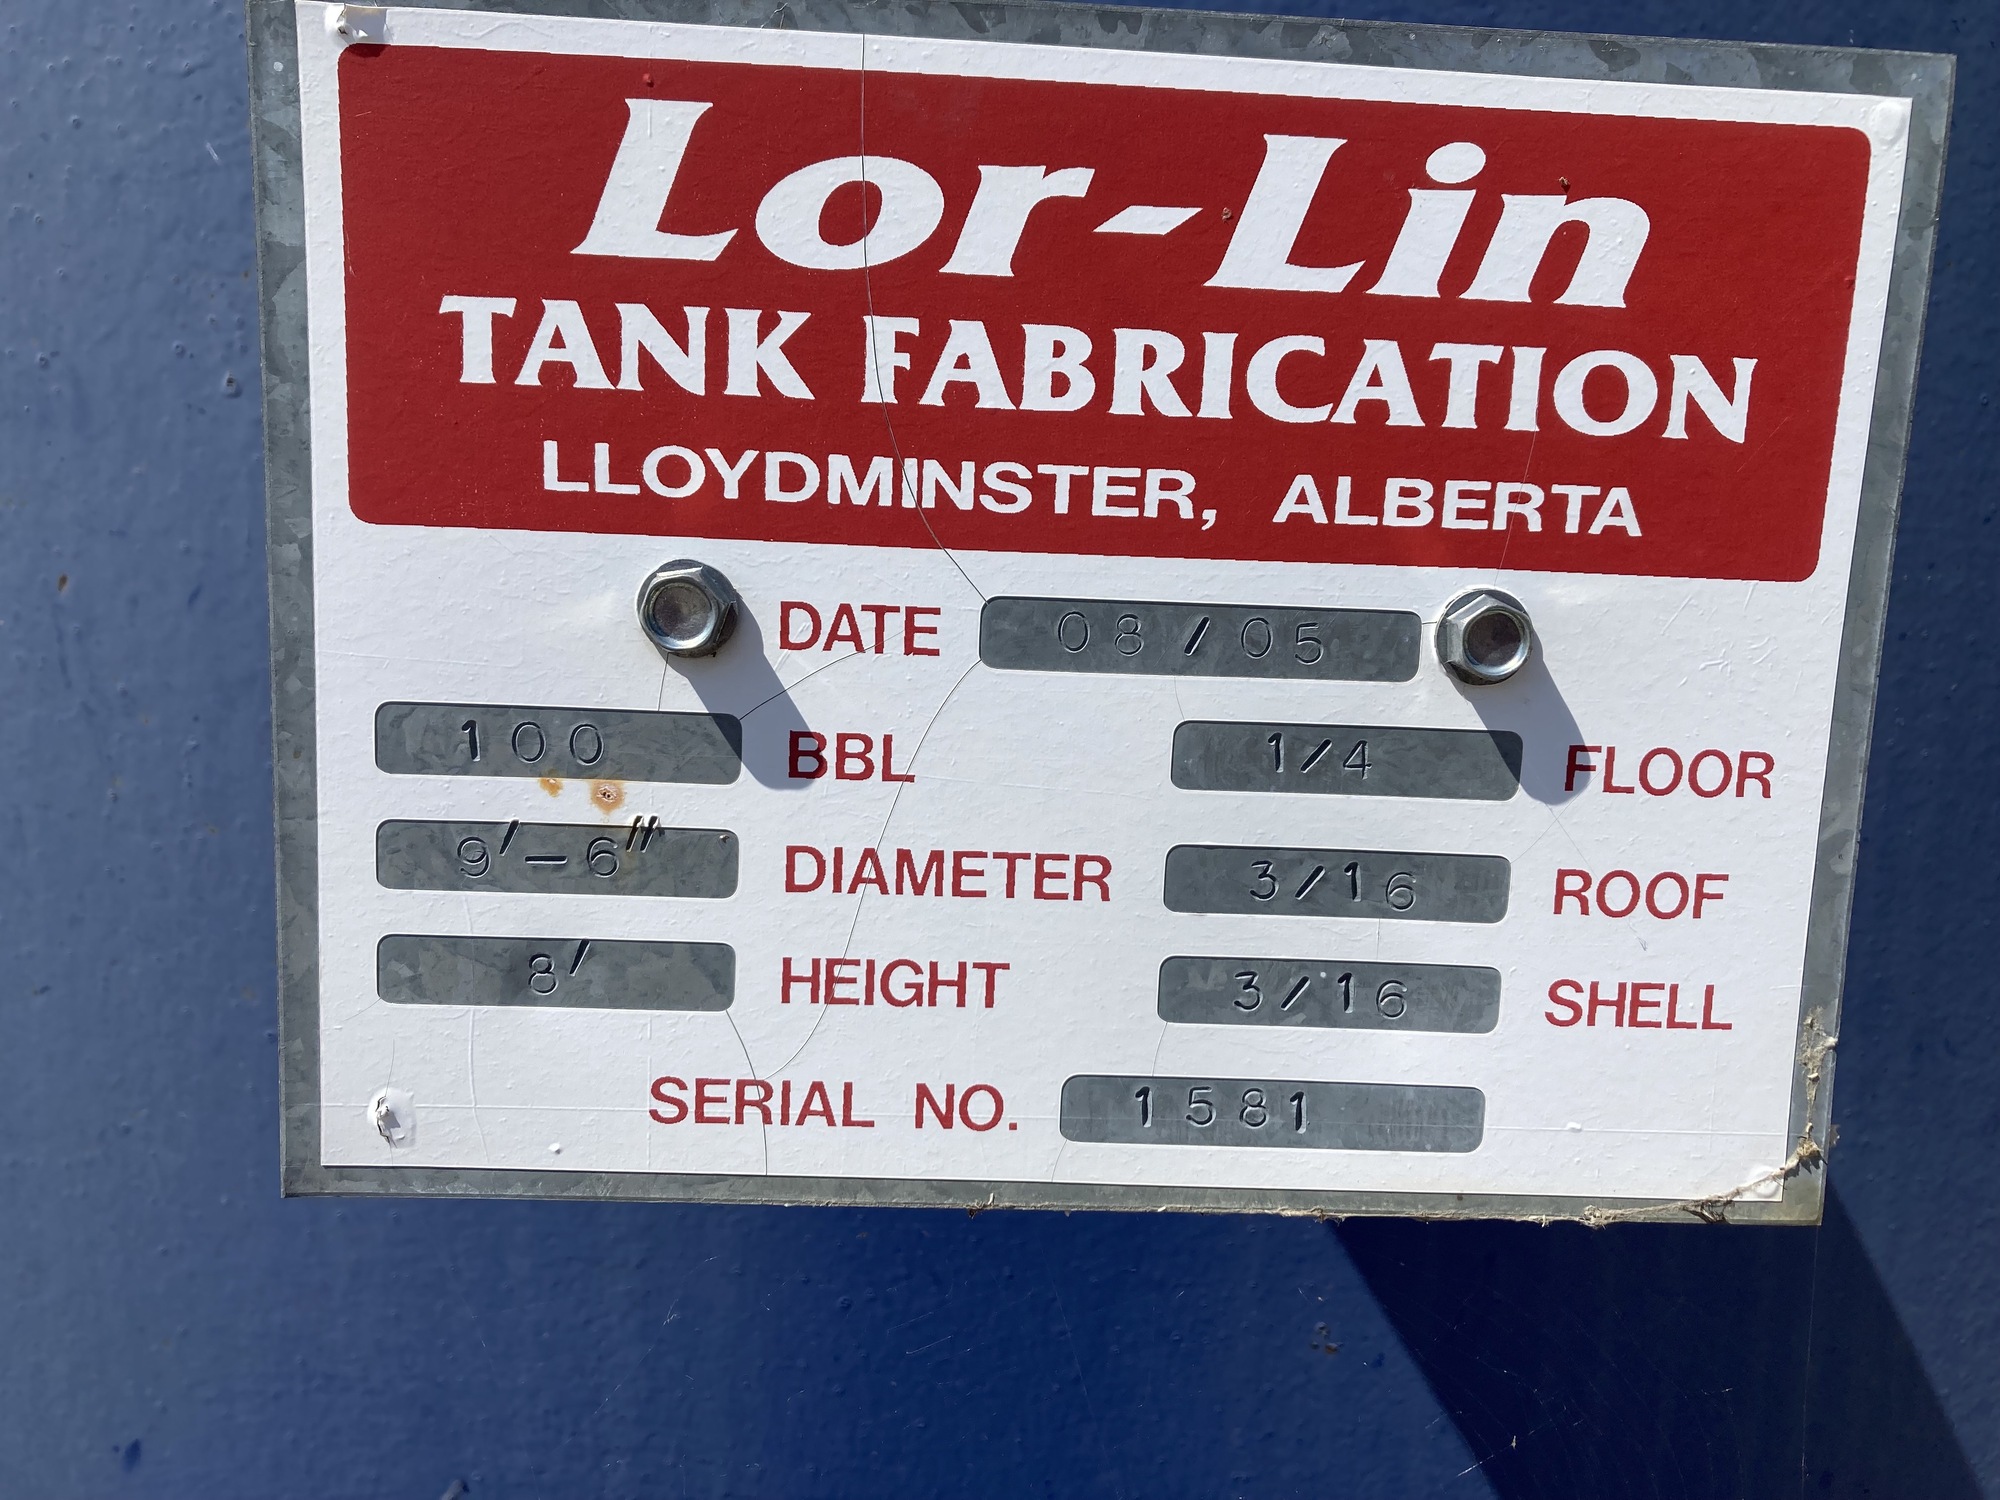 Lor-Lin
TANK FABRICATION
LLOYDMINSTER, ALBERTA
DATE 08/05
100 BBL 1/4 FLOOR
9'-6" DIAMETER 3/16 ROOF
8' HEIGHT 3/16 SHELL
SERIAL NO. 1581